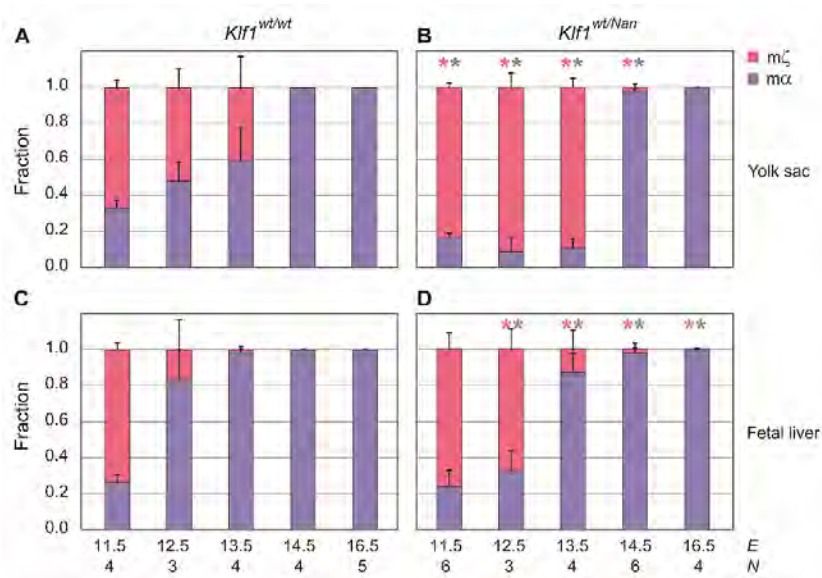 Klf1wt/wt
Klf1wt/Nan
A
B
**
**
**
**
mζ
mα
1.0
0.8
0.6
0.4
0.2
0.0
Fraction
Yolk sac
C
D
**
**
**
**
1.0
0.8
0.6
0.4
0.2
0.0
Fraction
Fetal liver
11.5 12.5 13.5 14.5 16.5 11.5 12.5 13.5 14.5 16.5 E
4 3 4 4 5 6 3 4 6 4 N